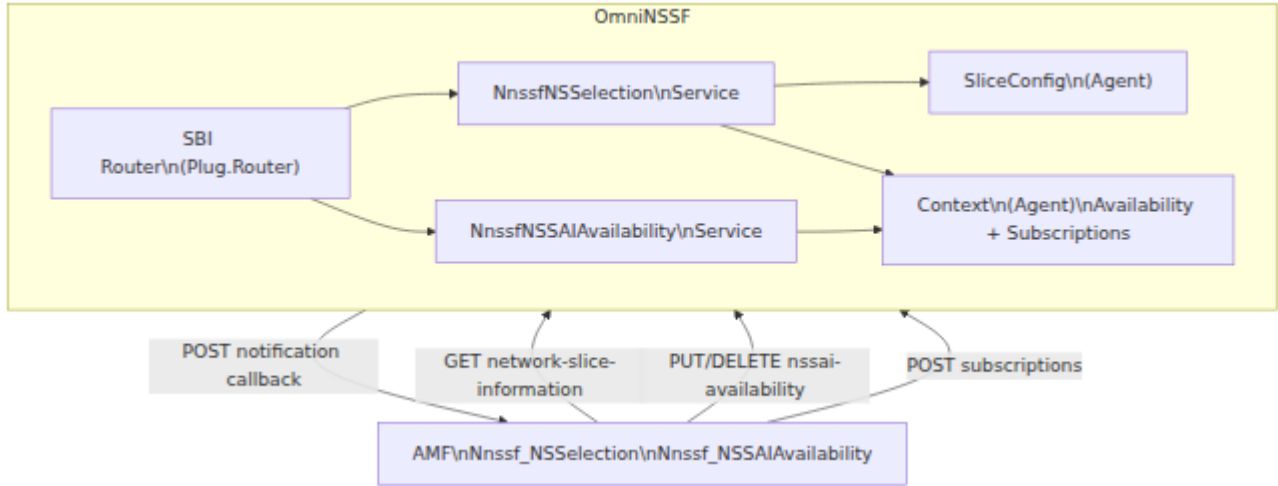 OmniNSSF
NnssfNSSelection\nService
SliceConfig\n(Agent)
SBI
Router\n(Plug.Router)
Context\n(Agent)\nAvailability
+ Subscriptions
NnssfNSSAIAvailability\nService
POST notification
callback
GET network-slice-
information
PUT/DELETE nssai-
availability
POST subscriptions
AMF\nNnssf_NSSelection\nNnssf_NSSAIAvailability